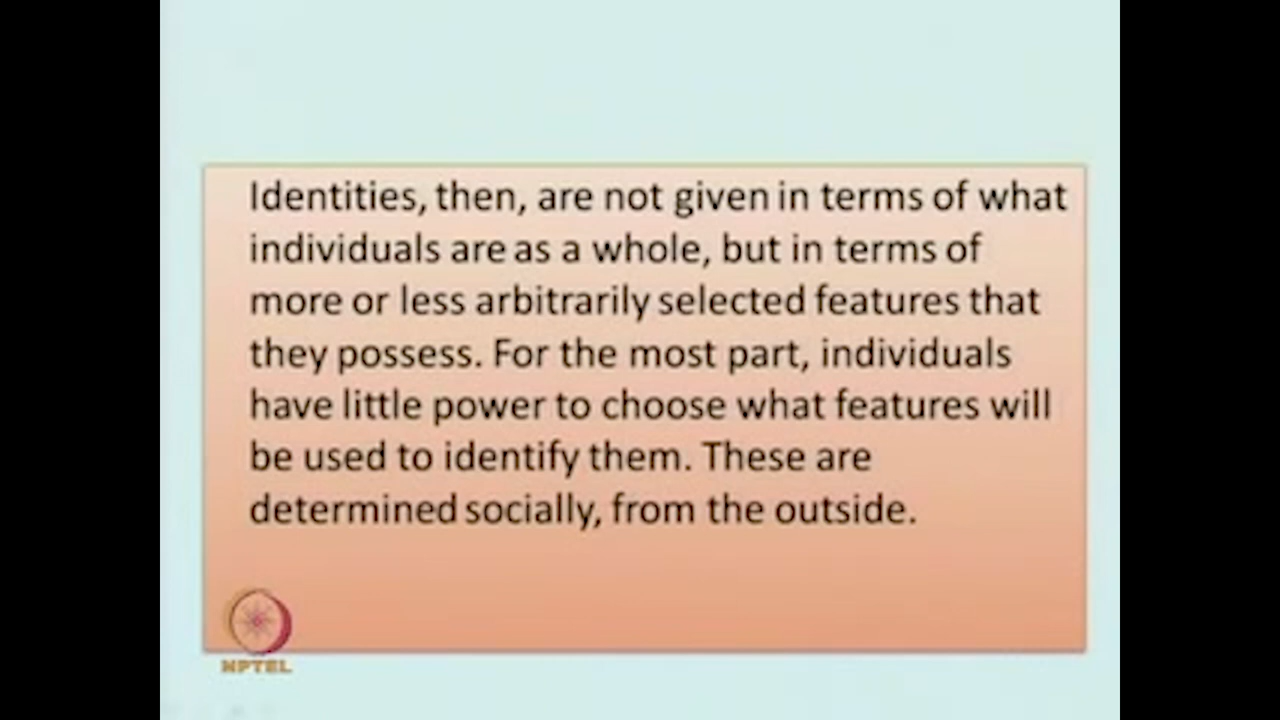 Identities, then, are not given in terms of what
individuals are as a whole, but in terms of
more or less arbitrarily selected features that
they possess. For the most part, individuals
have little power to choose what features will
be used to identify them. These are
determined socially, from the outside.
NPTEL